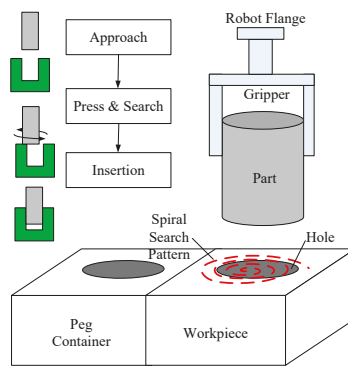 Robot Flange
Approach
Gripper
Press & Search
Insertion
Part
Spiral
Search
Pattern
Hole
Peg
Container
Workpiece